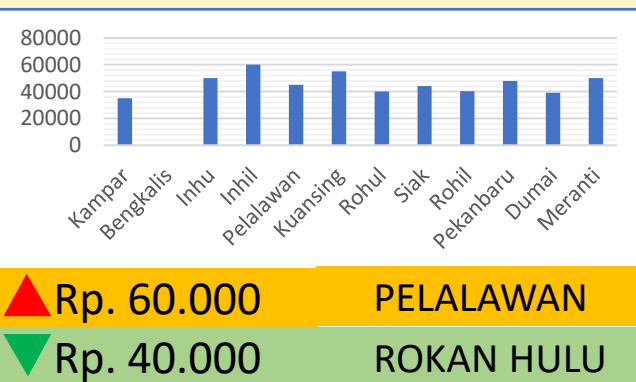 80000
60000
40000
20000
0
Kampar
Bengkalis
Inhu
Inhil
Pelalawan
Kuansing
Rohul
Siak
Rohil
Pekanbaru
Dumai
Meranti
Rp. 60.000 PELALAWAN
Rp. 40.000 ROKAN HULU